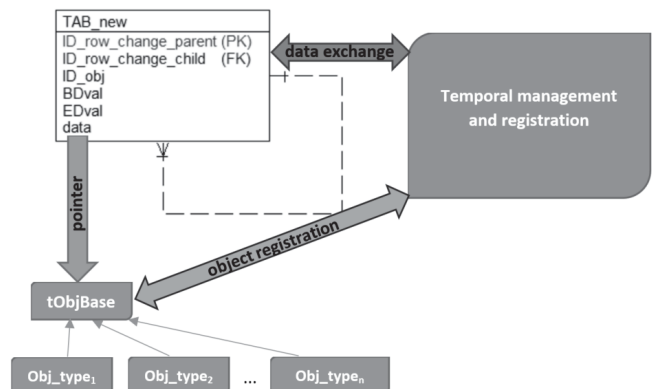 TAB_new
ID_row_change_parent (PK)
ID_row_change_child (FK)
ID_obj
BDval
EDval
data
data exchange
Temporal management
and registration
pointer
object registration
tObjBase
Obj_type₁
Obj_type₂
...
Obj_typeₙ